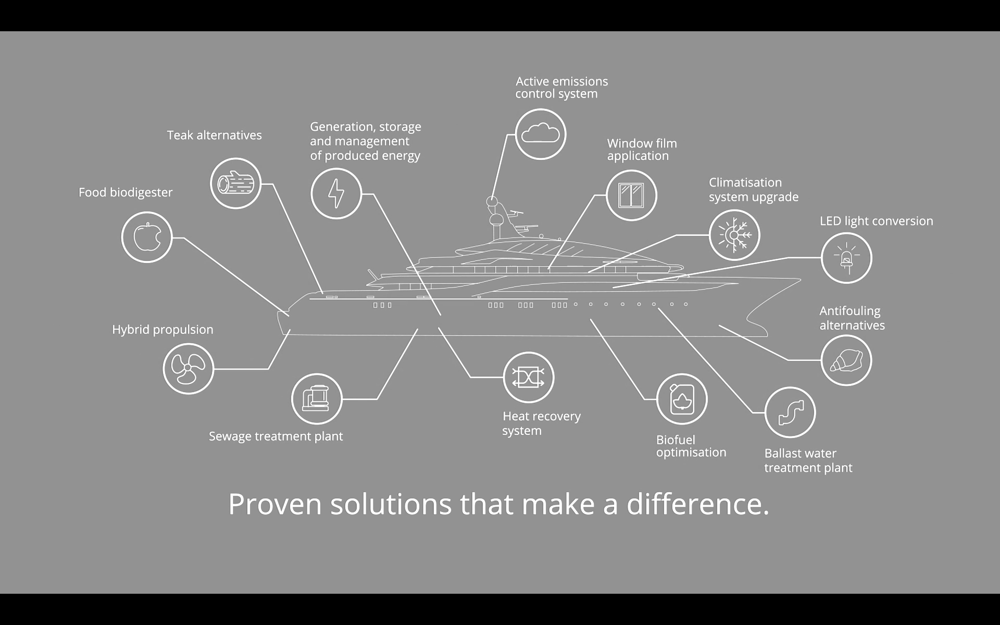 Active emissions
control system
Generation, storage
and management
of produced energy
Teak alternatives
Window film
application
Climatisation
system upgrade
Food biodigester
LED light conversion
Antifouling
alternatives
Hybrid propulsion
Heat recovery
system
Sewage treatment plant
Biofuel
optimisation
Ballast water
treatment plant
Proven solutions that make a difference.